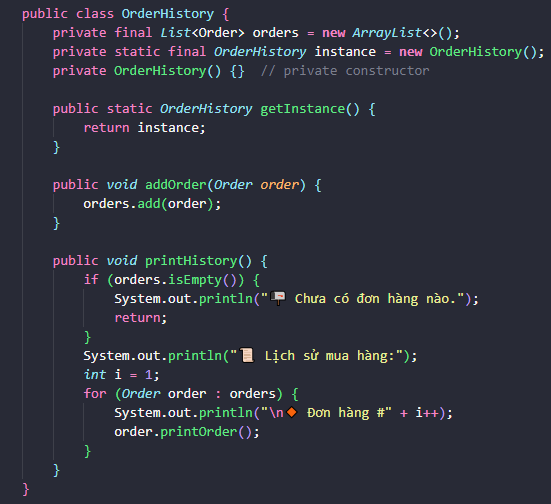 public class OrderHistory {
    private final List<Order> orders = new ArrayList<>();
    private static final OrderHistory instance = new OrderHistory();
    private OrderHistory() {}  // private constructor

    public static OrderHistory getInstance() {
        return instance;
    }

    public void addOrder(Order order) {
        orders.add(order);
    }

    public void printHistory() {
        if (orders.isEmpty()) {
            System.out.println("📭 Chưa có đơn hàng nào.");
            return;
        }
        System.out.println("📜 Lịch sử mua hàng:");
        int i = 1;
        for (Order order : orders) {
            System.out.println("\n🔸 Đơn hàng #" + i++);
            order.printOrder();
        }
    }
}